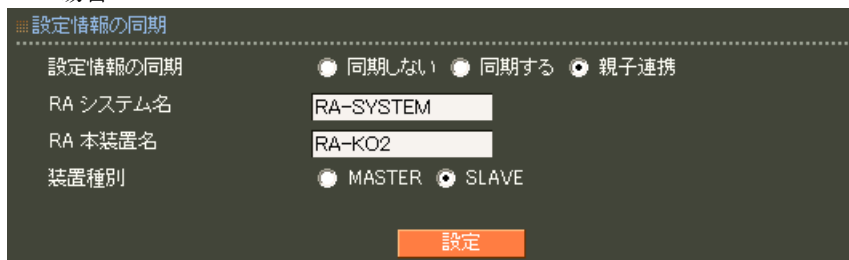 設定情報の同期
設定情報の同期 同期しない 同期する 親子連携
RA システム名 RA-SYSTEM
RA 本装置名 RA-KO2
装置種別 MASTER SLAVE
設定